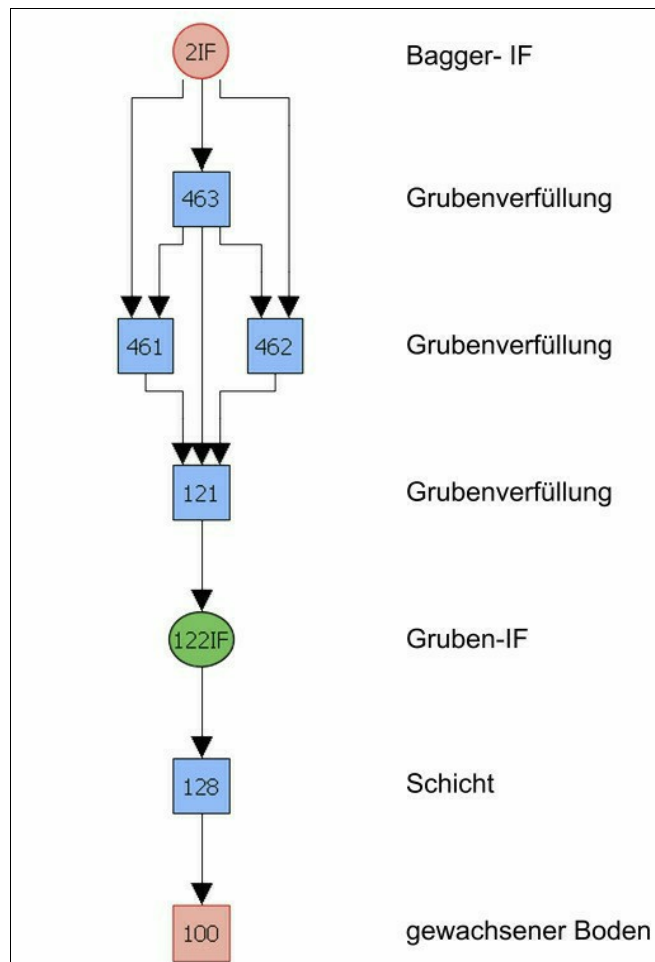 2IF Bagger- IF
463 Grubenverfüllung
461 462 Grubenverfüllung
121 Grubenverfüllung
122IF Gruben-IF
128 Schicht
100 gewachsener Boden